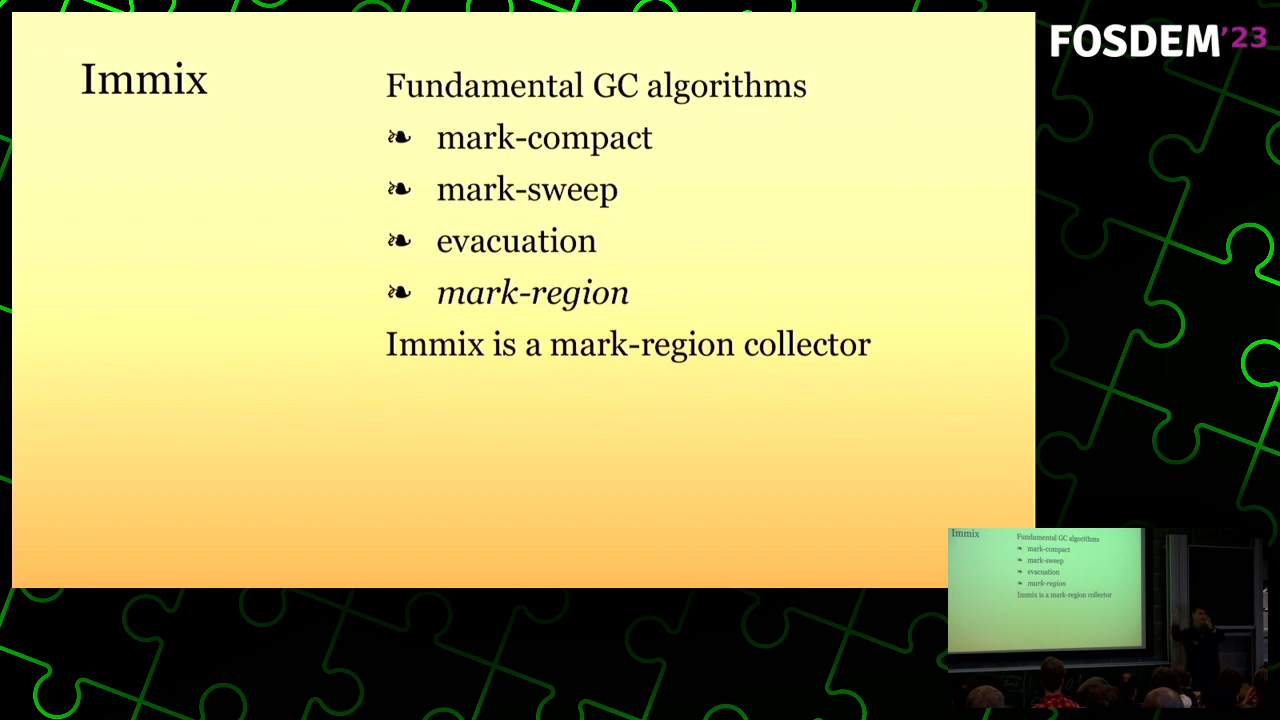 FOSDEM'23
Immix
Fundamental GC algorithms
❧ mark-compact
❧ mark-sweep
❧ evacuation
❧ mark-region
Immix is a mark-region collector
Immix
Fundamental GC algorithms
❧ mark-compact
❧ mark-sweep
❧ evacuation
❧ mark-region
Immix is a mark-region collector